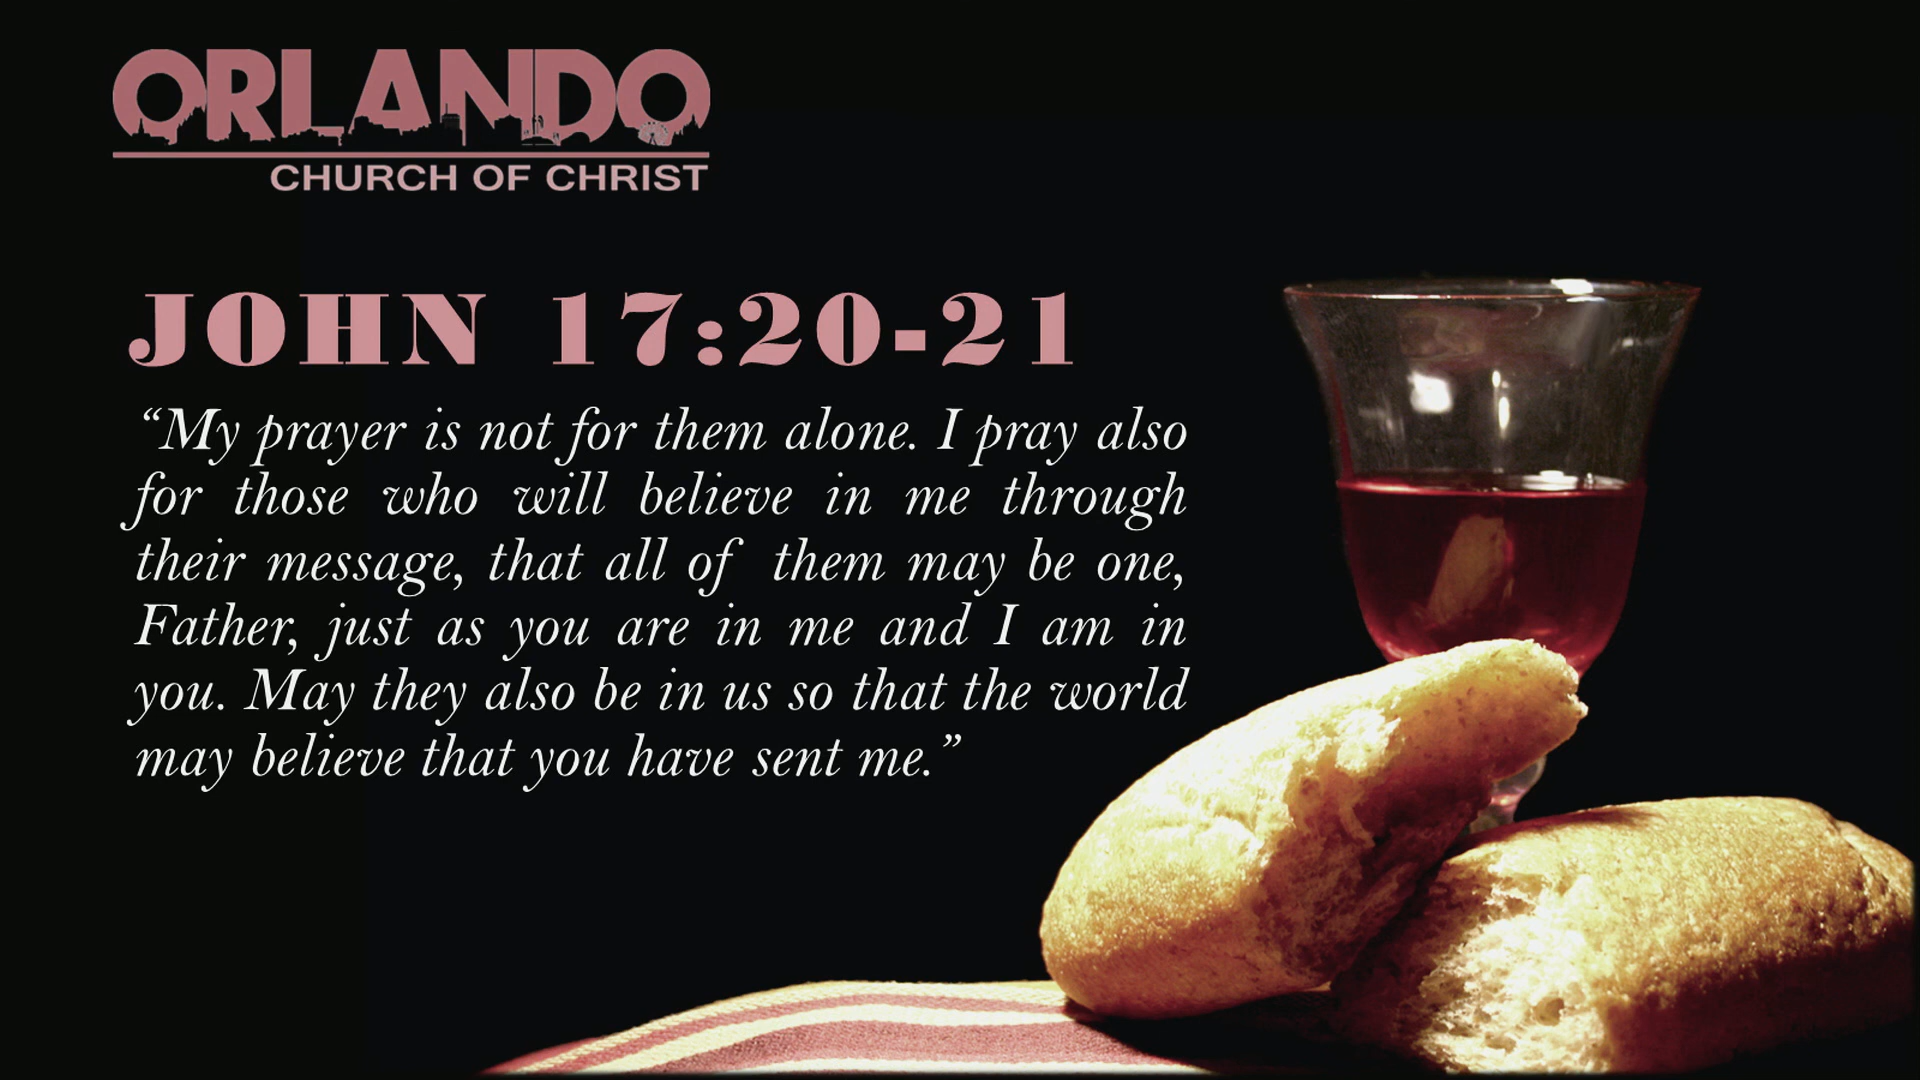 ORLANDO
CHURCH OF CHRIST
JOHN 17:20-21
“My prayer is not for them alone. I pray also
for those who will believe in me through
their message, that all of them may be one,
Father, just as you are in me and I am in
you. May they also be in us so that the world
may believe that you have sent me.”